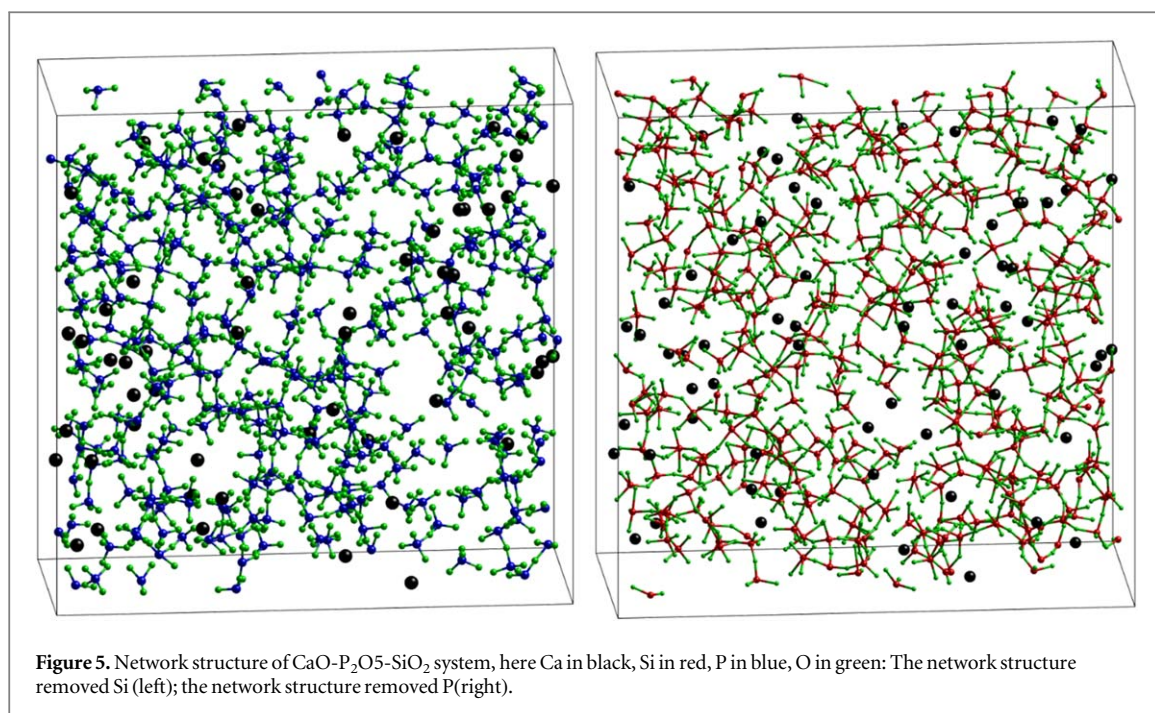 Figure 5. Network structure of CaO-P₂O5-SiO₂ system, here Ca in black, Si in red, P in blue, O in green: The network structure
removed Si (left); the network structure removed P(right).